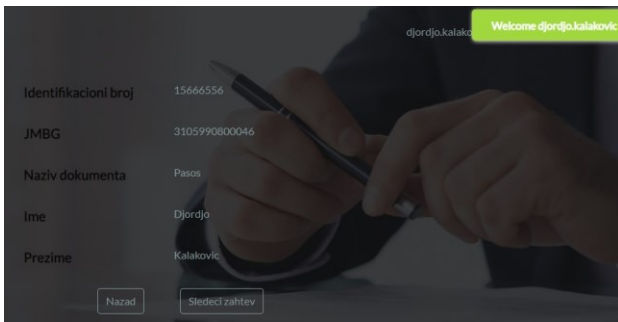 djordjo.kalako
Welcome djordjo.kalakovic
Identifikacioni broj 15666556
JMBG 3105990800046
Naziv dokumenta Pasos
Ime Djordjo
Prezime Kalakovic
Nazad Sledeci zahtev